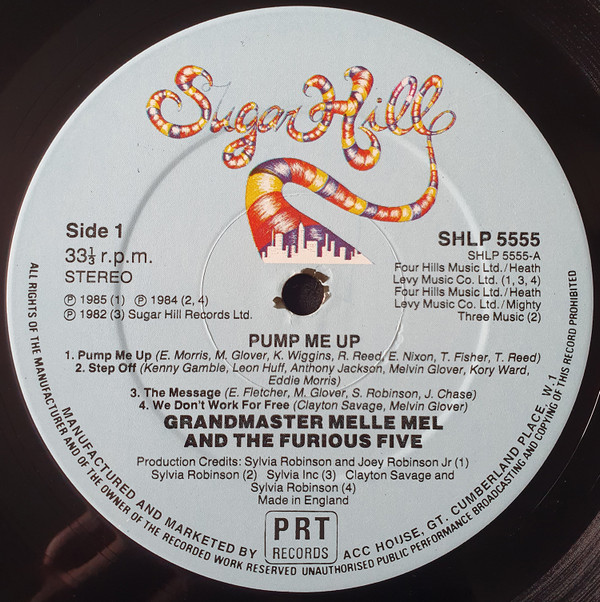 Sugar Hill
Side 1
33⅓ r.p.m.
STEREO
℗ 1985 (1) ℗ 1984 (2, 4)
℗ 1982 (3) Sugar Hill Records Ltd.
SHLP 5555
SHLP 5555-A
Four Hills Music Ltd./Heath
Levy Music Co. Ltd. (1, 3, 4)
Four Hills Music Ltd./Heath
Levy Music Co. Ltd./Mighty
Three Music (2)
PUMP ME UP
1. Pump Me Up (E. Morris, M. Glover, K. Wiggins, R. Reed, E. Nixon, T. Fisher, T. Reed)
2. Step Off (Kenny Gamble, Leon Huff, Anthony Jackson, Melvin Glover, Kory Ward,
Eddie Morris)
3. The Message (E. Fletcher, M. Glover, S. Robinson, J. Chase)
4. We Don't Work For Free (Clayton Savage, Melvin Glover)
GRANDMASTER MELLE MEL
AND THE FURIOUS FIVE
Production Credits: Sylvia Robinson and Joey Robinson Jr (1)
Sylvia Robinson (2) Sylvia Inc (3) Clayton Savage and
Sylvia Robinson (4)
Made in England
PRT
RECORDS
MANUFACTURED AND MARKETED BY ACC HOUSE, GT. CUMBERLAND PLACE, W.1
ALL RIGHTS OF THE MANUFACTURER AND OF THE OWNER OF THE RECORDED WORK RESERVED UNAUTHORISED PUBLIC PERFORMANCE BROADCASTING AND COPYING OF THIS RECORD PROHIBITED